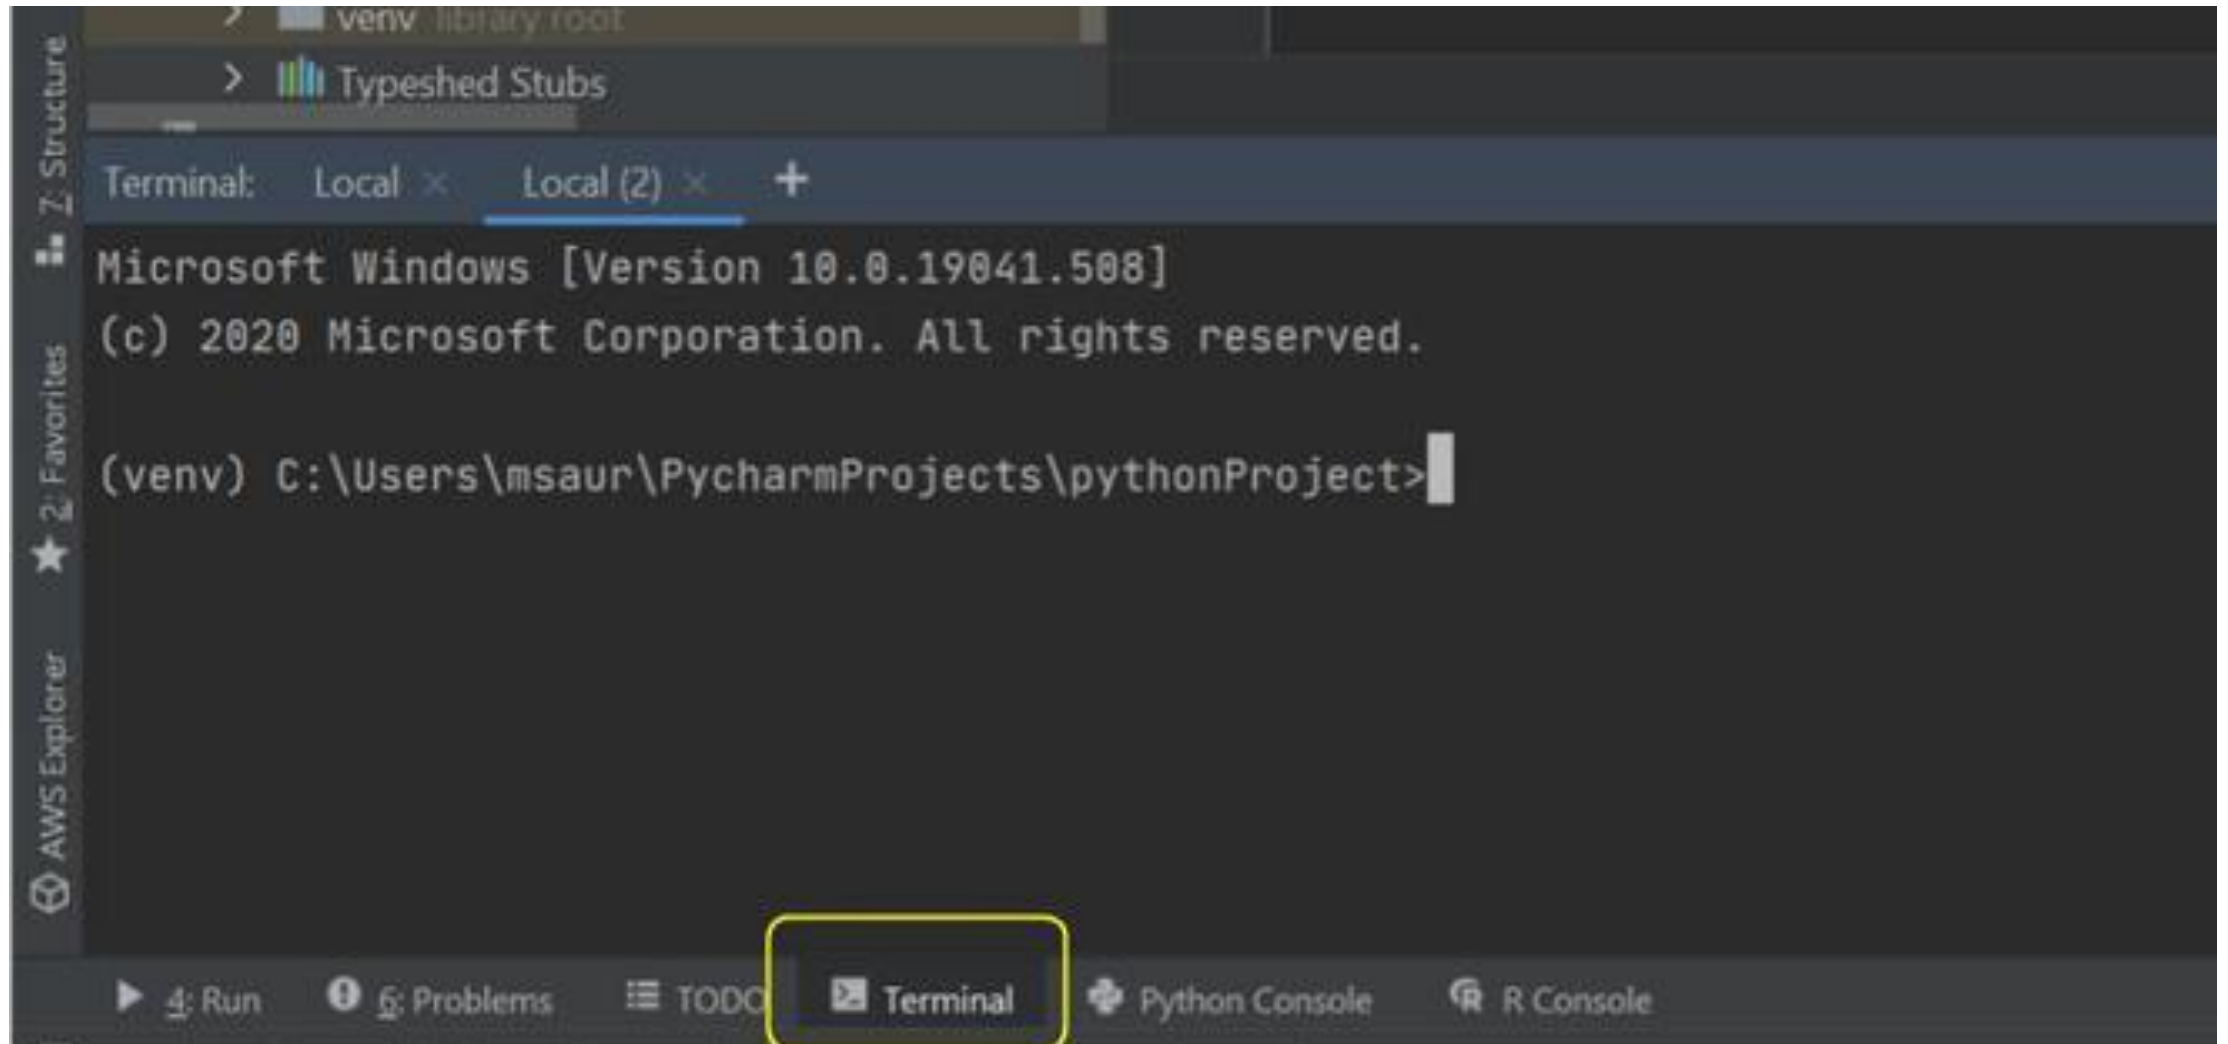 venv library root
Typeshed Stubs
Terminal: Local × Local (2) × +
Microsoft Windows [Version 10.0.19041.508]
(c) 2020 Microsoft Corporation. All rights reserved.
(venv) C:\Users\msaur\PycharmProjects\pythonProject>
7: Structure
2: Favorites
AWS Explorer
4: Run 6: Problems TODO Terminal Python Console R Console